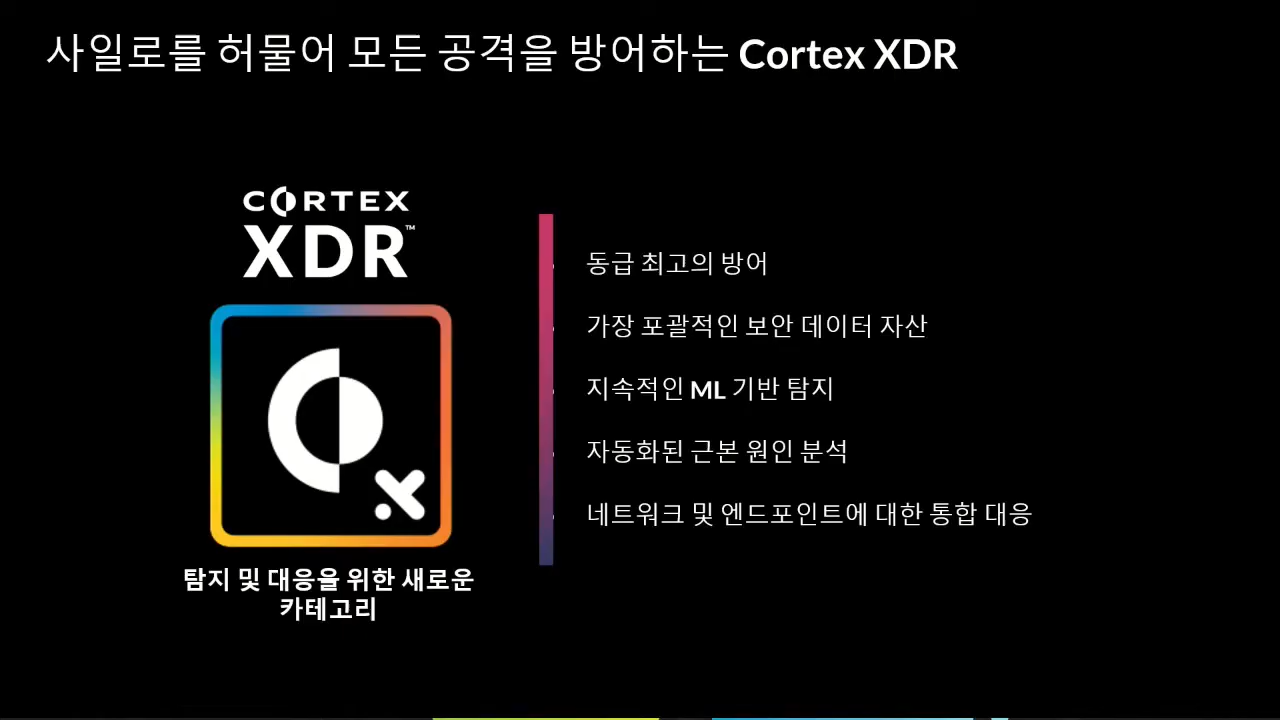 사일로를 허물어 모든 공격을 방어하는 Cortex XDR
CORTEX
XDR™
탐지 및 대응을 위한 새로운
카테고리
동급 최고의 방어
가장 포괄적인 보안 데이터 자산
지속적인 ML 기반 탐지
자동화된 근본 원인 분석
네트워크 및 엔드포인트에 대한 통합 대응